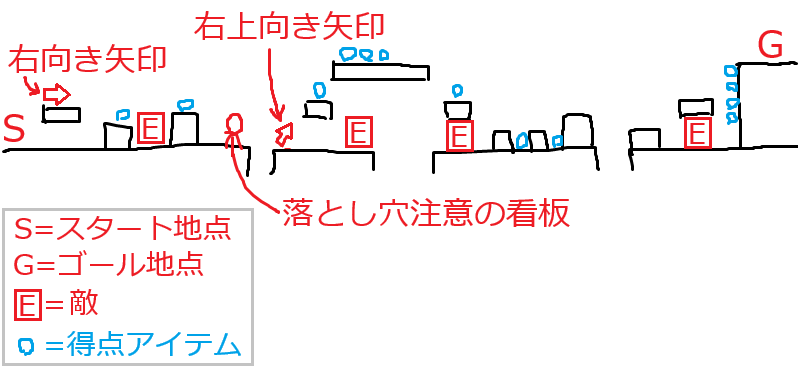 右上向き矢印
右向き矢印
G
S
E
E
E
E
落とし穴注意の看板
S=スタート地点
G=ゴール地点
E=敵
=得点アイテム